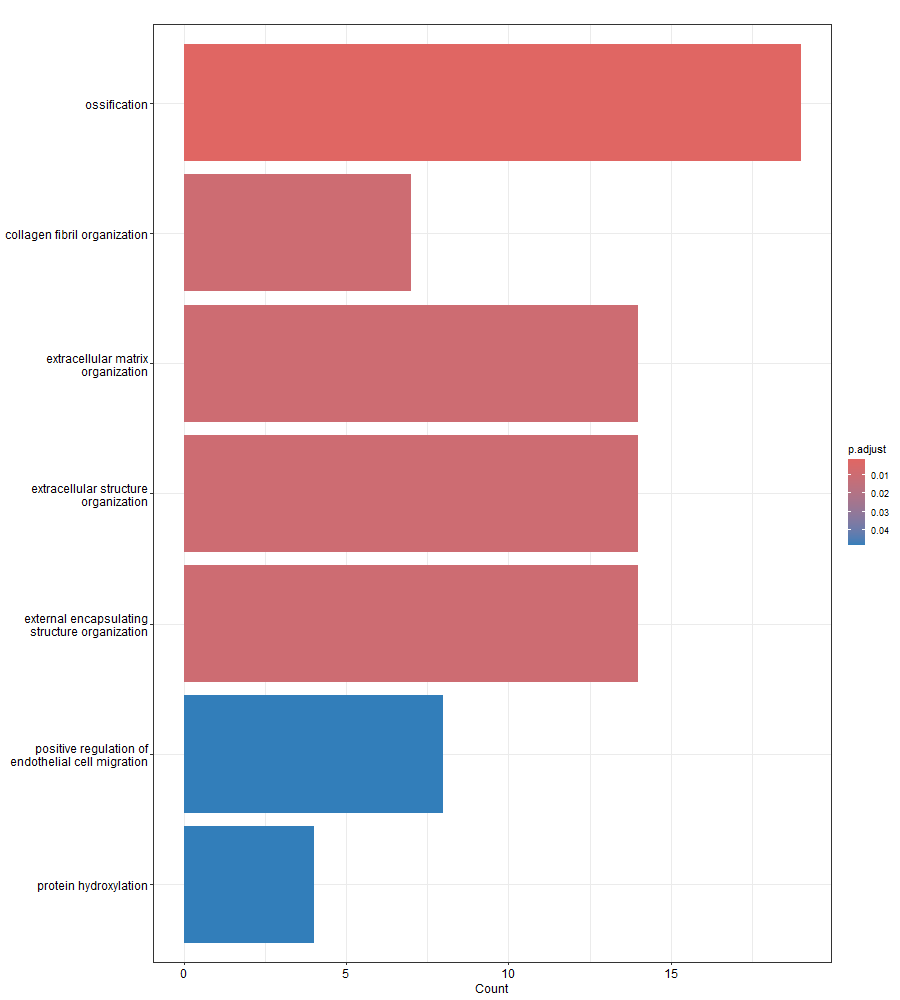 ossification
collagen fibril organization
extracellular matrix
organization
extracellular structure
organization
external encapsulating
structure organization
positive regulation of
endothelial cell migration
protein hydroxylation
0
5
10
15
Count
p.adjust
0.01
0.02
0.03
0.04